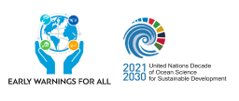 EARLY WARNINGS FOR ALL
2021
2030
United Nations Decade
of Ocean Science
for Sustainable Development